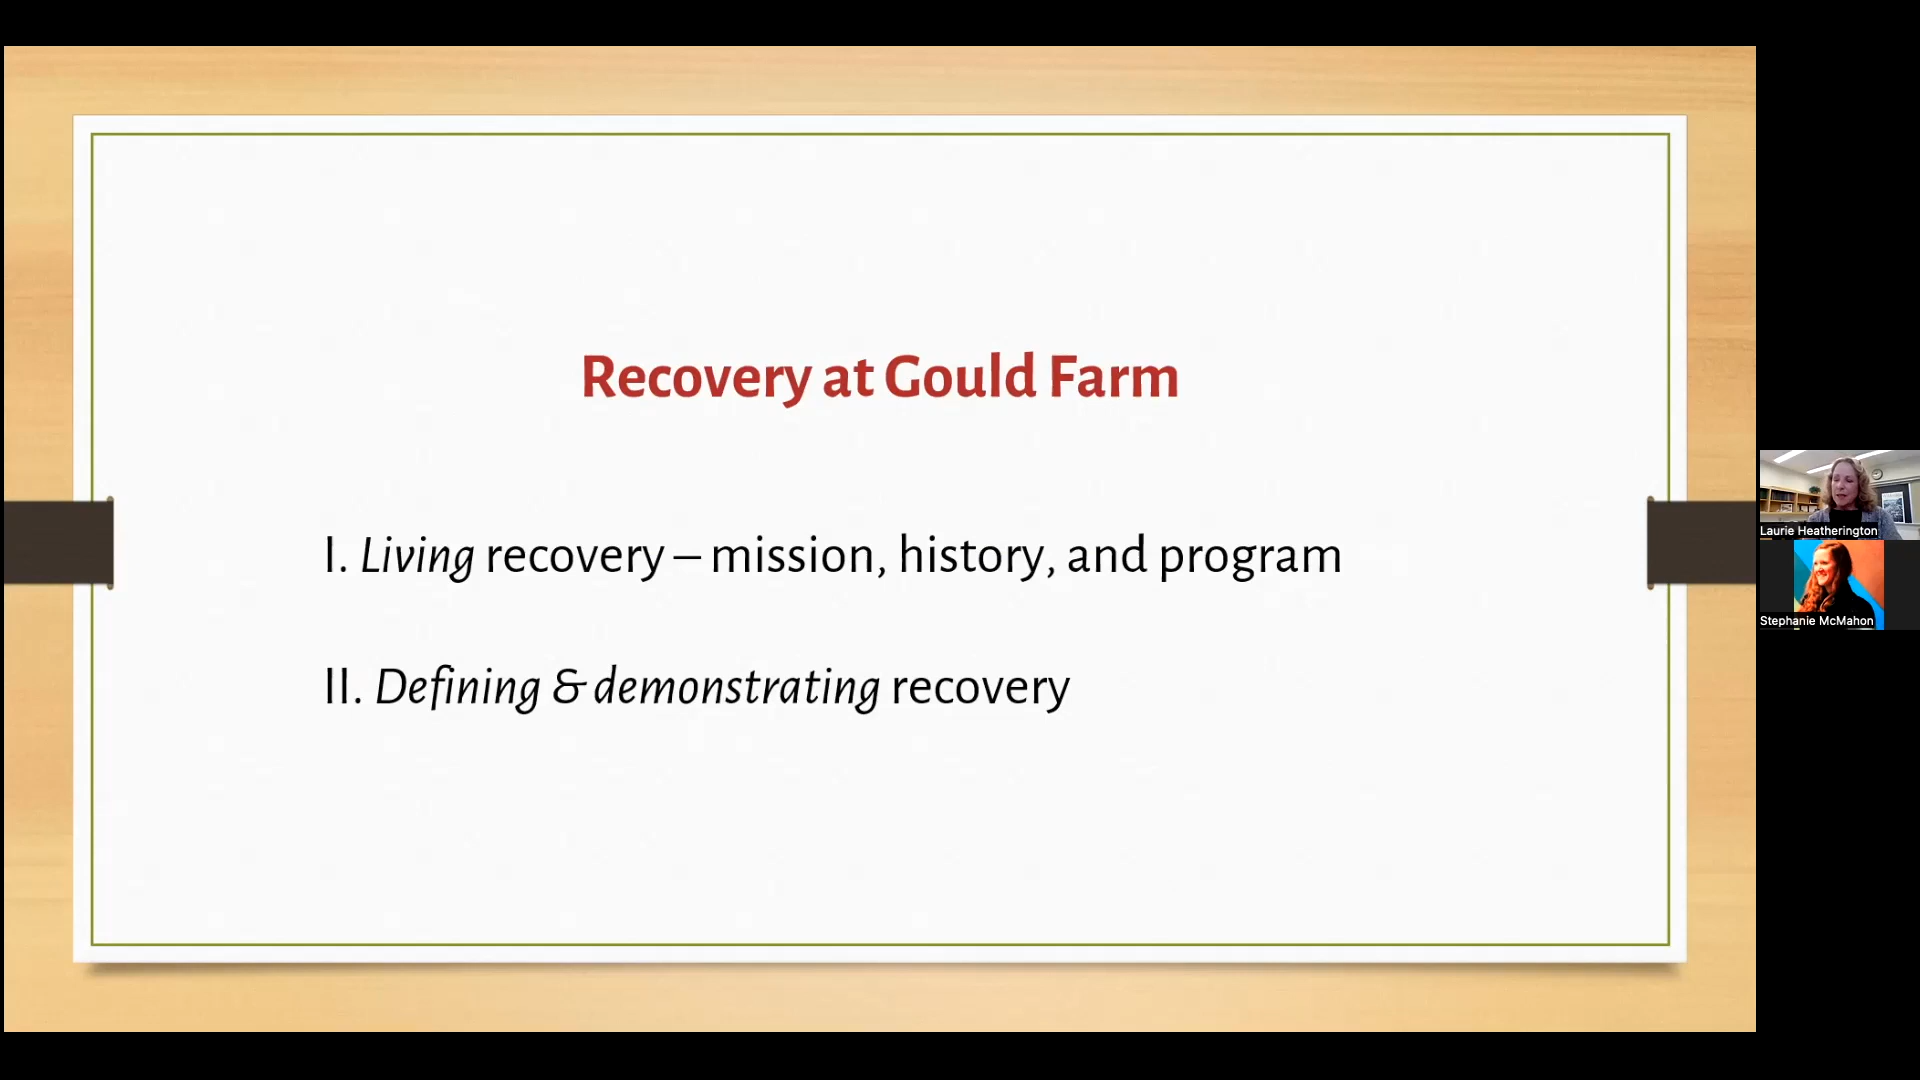 Recovery at Gould Farm
I. Living recovery – mission, history, and program
II. Defining & demonstrating recovery
Laurie Heatherington
Stephanie McMahon